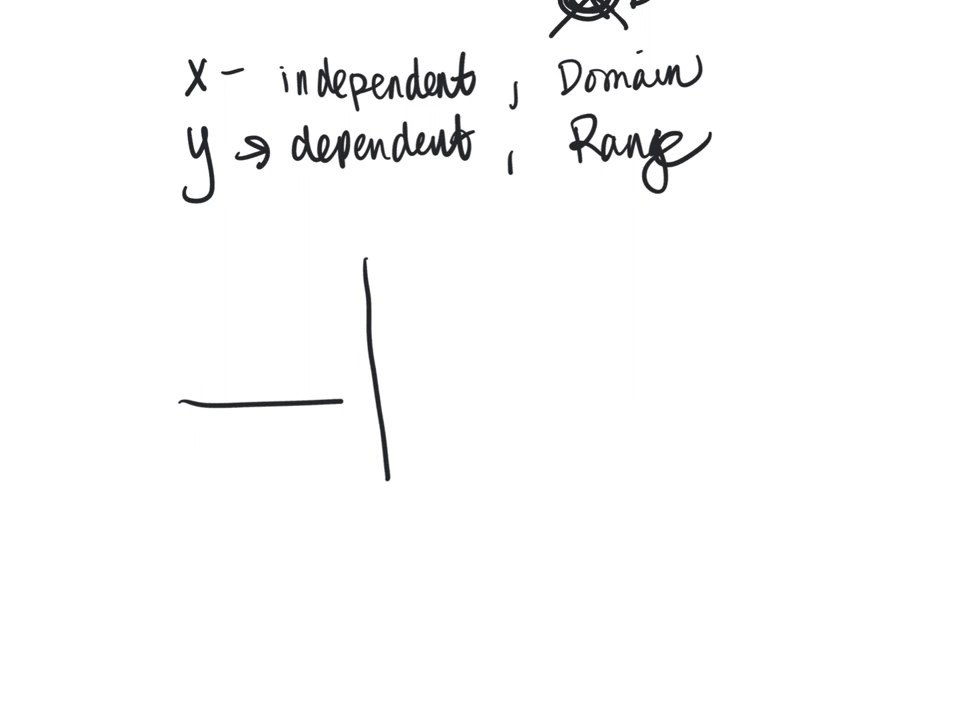 x - independent , Domain
y → dependent , Range